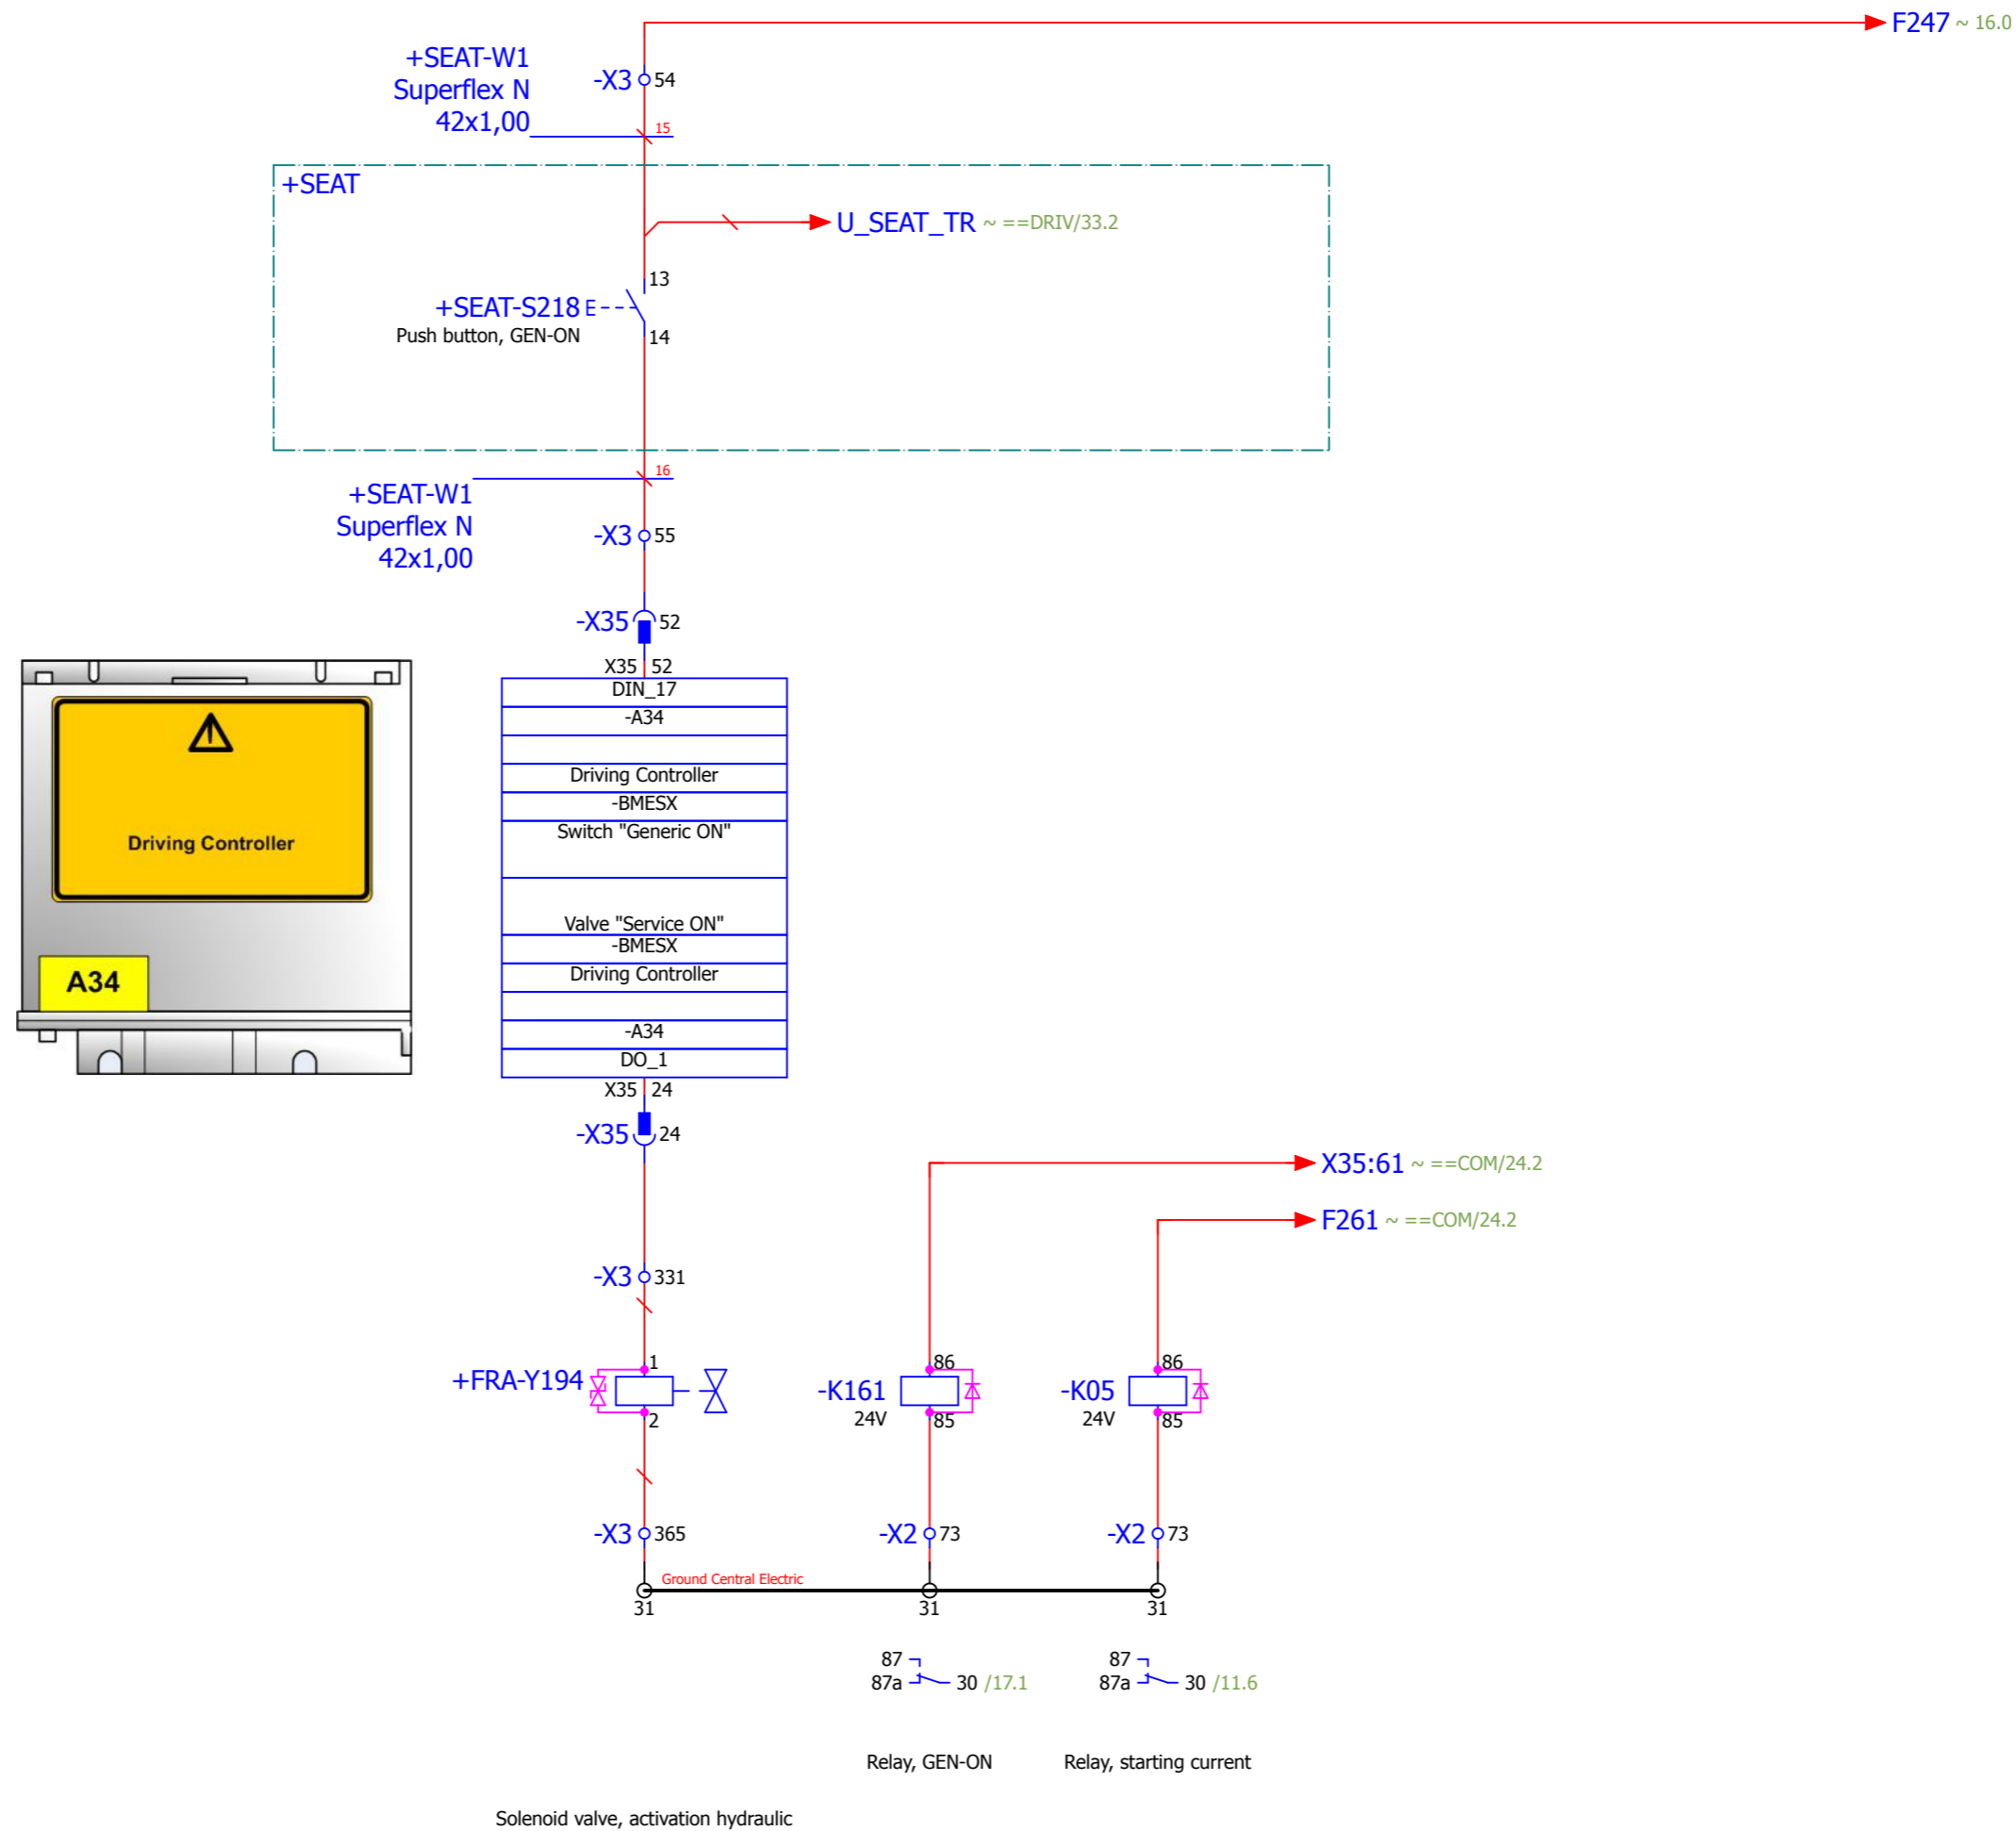 F247 ~ 16.0
+SEAT-W1
Superflex N
42x1,00
-X3 54
15
+SEAT
U_SEAT_TR ~ ==DRIV/33.2
13
+SEAT-S218
Push button, GEN-ON
14
16
+SEAT-W1
Superflex N
42x1,00
-X3 55
-X35 52
X35 52
DIN_17
-A34
Driving Controller
-BMESX
Switch "Generic ON"
Valve "Service ON"
-BMESX
Driving Controller
-A34
DO_1
X35 24
-X35 24
Driving Controller
A34
X35:61 ~ ==COM/24.2
F261 ~ ==COM/24.2
-X3 331
+FRA-Y194
1
2
-K161
24V
86
85
-K05
24V
86
85
-X3 365
-X2 73
-X2 73
Ground Central Electric
31
31
31
87
87a 30 /17.1
87
87a 30 /11.6
Relay, GEN-ON
Relay, starting current
Solenoid valve, activation hydraulic